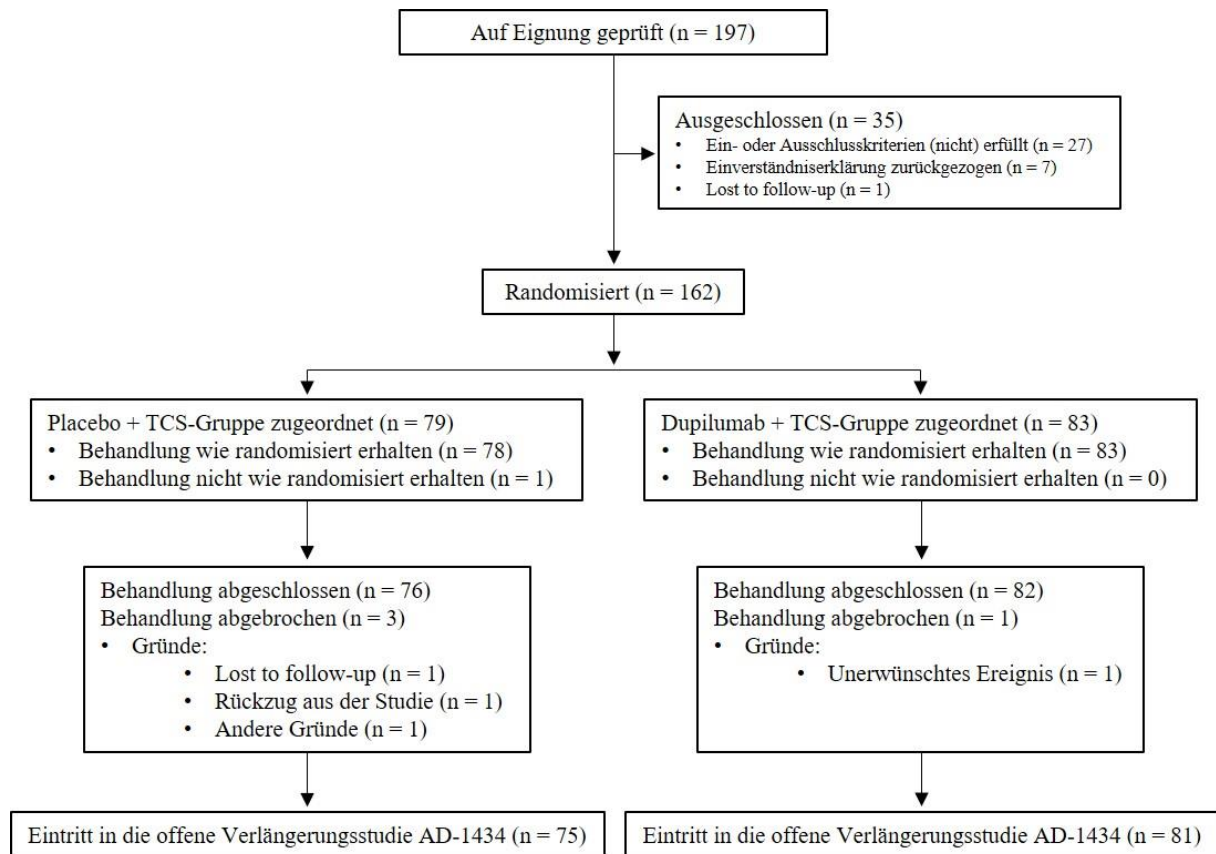 Auf Eignung geprüft (n = 197)
Ausgeschlossen (n = 35)
• Ein- oder Ausschlusskriterien (nicht) erfüllt (n = 27)
• Einverständniserklärung zurückgezogen (n = 7)
• Lost to follow-up (n = 1)
Randomisiert (n = 162)
Placebo + TCS-Gruppe zugeordnet (n = 79)
• Behandlung wie randomisiert erhalten (n = 78)
• Behandlung nicht wie randomisiert erhalten (n = 1)
Dupilumab + TCS-Gruppe zugeordnet (n = 83)
• Behandlung wie randomisiert erhalten (n = 83)
• Behandlung nicht wie randomisiert erhalten (n = 0)
Behandlung abgeschlossen (n = 76)
Behandlung abgebrochen (n = 3)
• Gründe:
• Lost to follow-up (n = 1)
• Rückzug aus der Studie (n = 1)
• Andere Gründe (n = 1)
Behandlung abgeschlossen (n = 82)
Behandlung abgebrochen (n = 1)
• Gründe:
• Unerwünschtes Ereignis (n = 1)
Eintritt in die offene Verlängerungsstudie AD-1434 (n = 75)
Eintritt in die offene Verlängerungsstudie AD-1434 (n = 81)